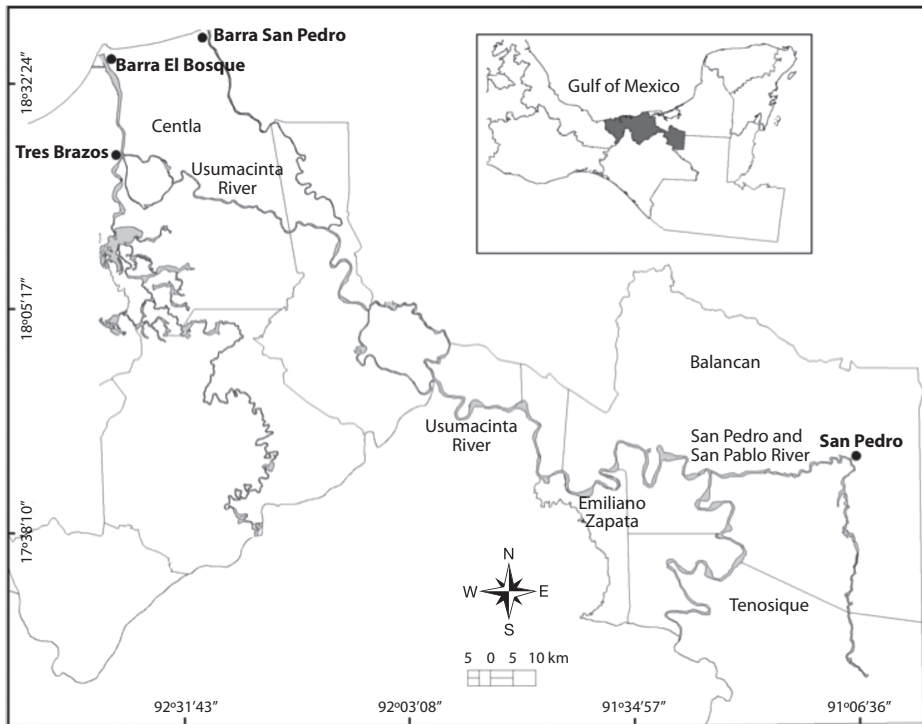 Barra San Pedro
Barra El Bosque
18º32′24″
Gulf of Mexico
Centla
Tres Brazos
Usumacinta
River
18º05′17″
Balancan
Usumacinta
River
San Pedro and
San Pablo River
San Pedro
Emiliano
Zapata
17º38′10″
N
W
E
S
Tenosique
5 0 5 10 km
92º31′43″
92º03′08″
91º34′57″
91º06′36″